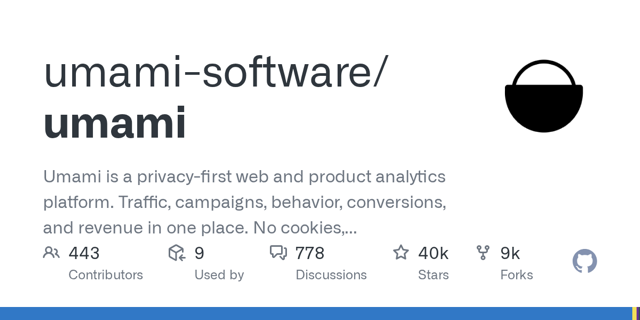 umami-software/
umami
Umami is a privacy-first web and product analytics
platform. Traffic, campaigns, behavior, conversions,
and revenue in one place. No cookies,...
443 9 778 40k 9k
Contributors Used by Discussions Stars Forks